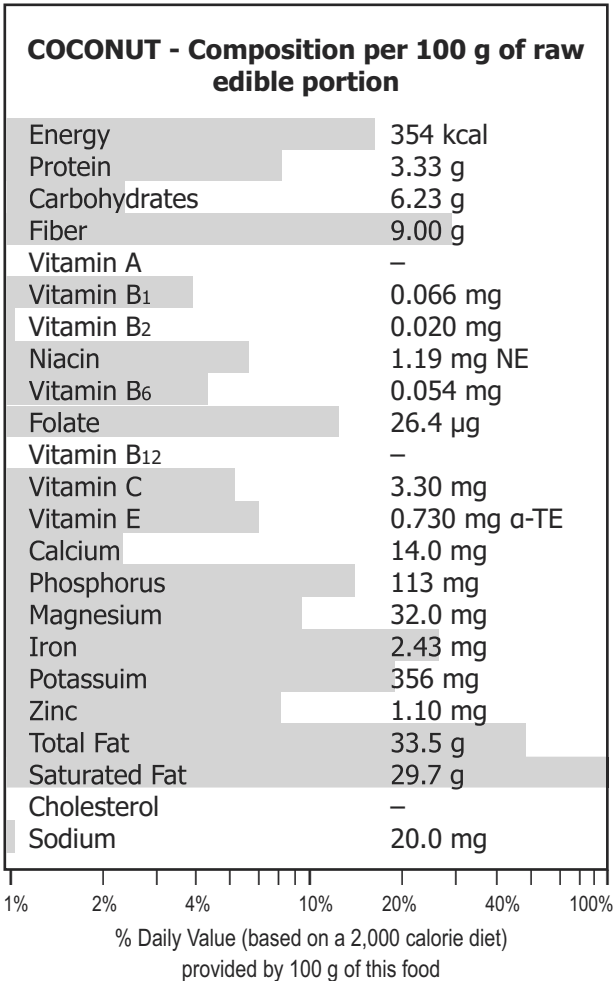 COCONUT - Composition per 100 g of raw
edible portion
Energy 354 kcal
Protein 3.33 g
Carbohydrates 6.23 g
Fiber 9.00 g
Vitamin A –
Vitamin B1 0.066 mg
Vitamin B2 0.020 mg
Niacin 1.19 mg NE
Vitamin B6 0.054 mg
Folate 26.4 µg
Vitamin B12 –
Vitamin C 3.30 mg
Vitamin E 0.730 mg α-TE
Calcium 14.0 mg
Phosphorus 113 mg
Magnesium 32.0 mg
Iron 2.43 mg
Potassuim 356 mg
Zinc 1.10 mg
Total Fat 33.5 g
Saturated Fat 29.7 g
Cholesterol –
Sodium 20.0 mg
1% 2% 4% 10% 20% 40% 100%
% Daily Value (based on a 2,000 calorie diet)
provided by 100 g of this food